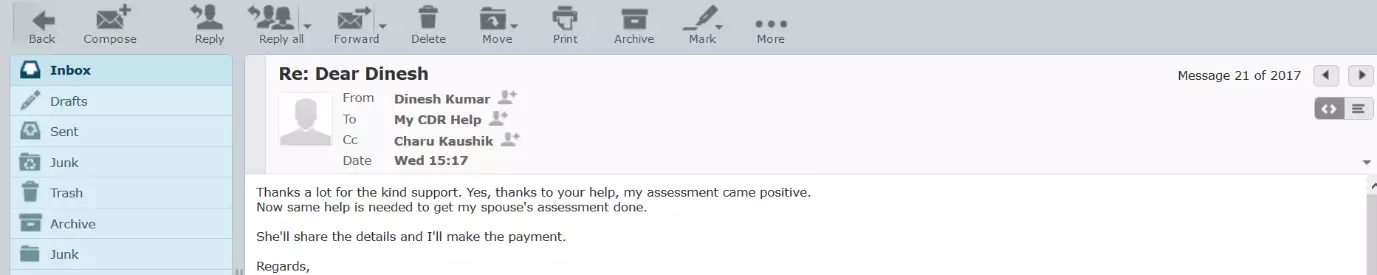 Back Compose Reply Reply all Forward Delete Move Print Archive Mark More
Inbox
Drafts
Sent
Junk
Trash
Archive
Junk
Re: Dear Dinesh
Message 21 of 2017
From Dinesh Kumar
To My CDR Help
Cc Charu Kaushik
Date Wed 15:17
Thanks a lot for the kind support. Yes, thanks to your help, my assessment came positive.
Now same help is needed to get my spouse's assessment done.
She'll share the details and I'll make the payment.
Regards,